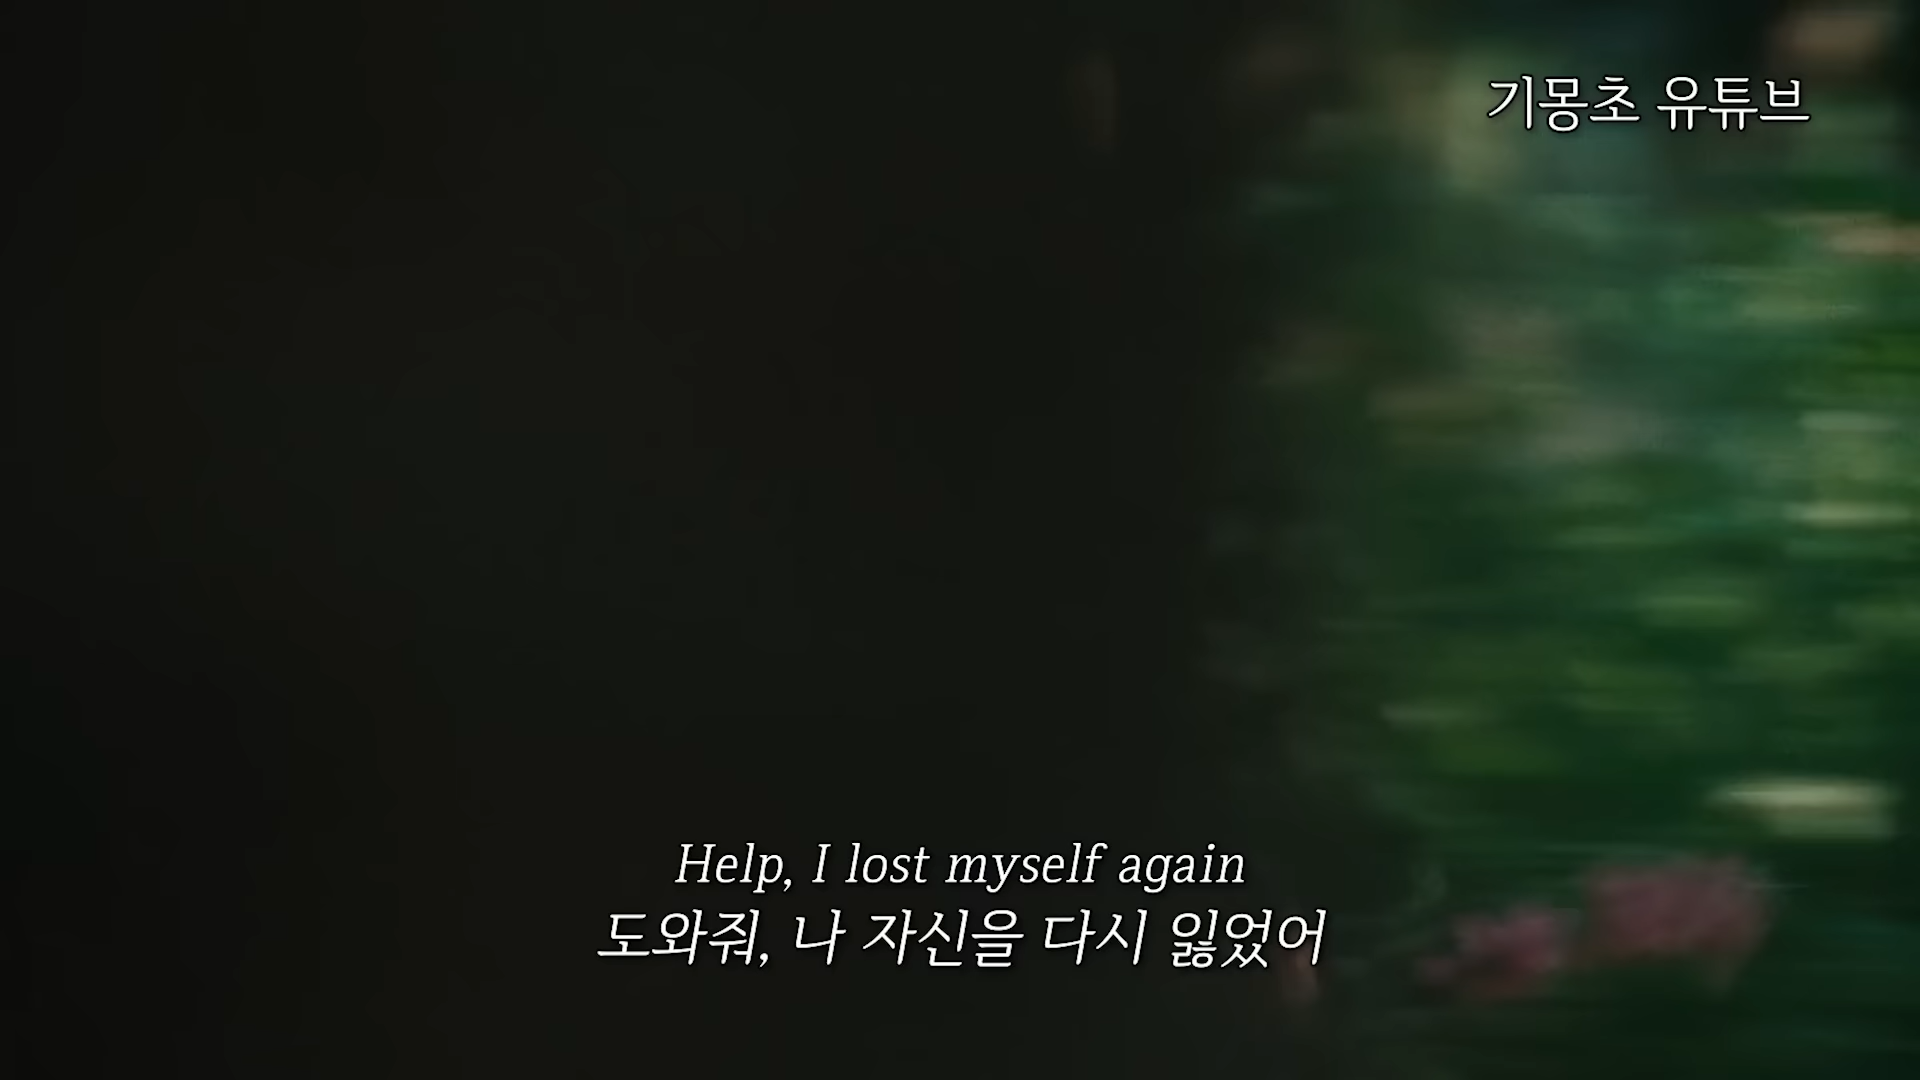 기몽초 유튜브
Help, I lost myself again
도와줘, 나 자신을 다시 잃었어